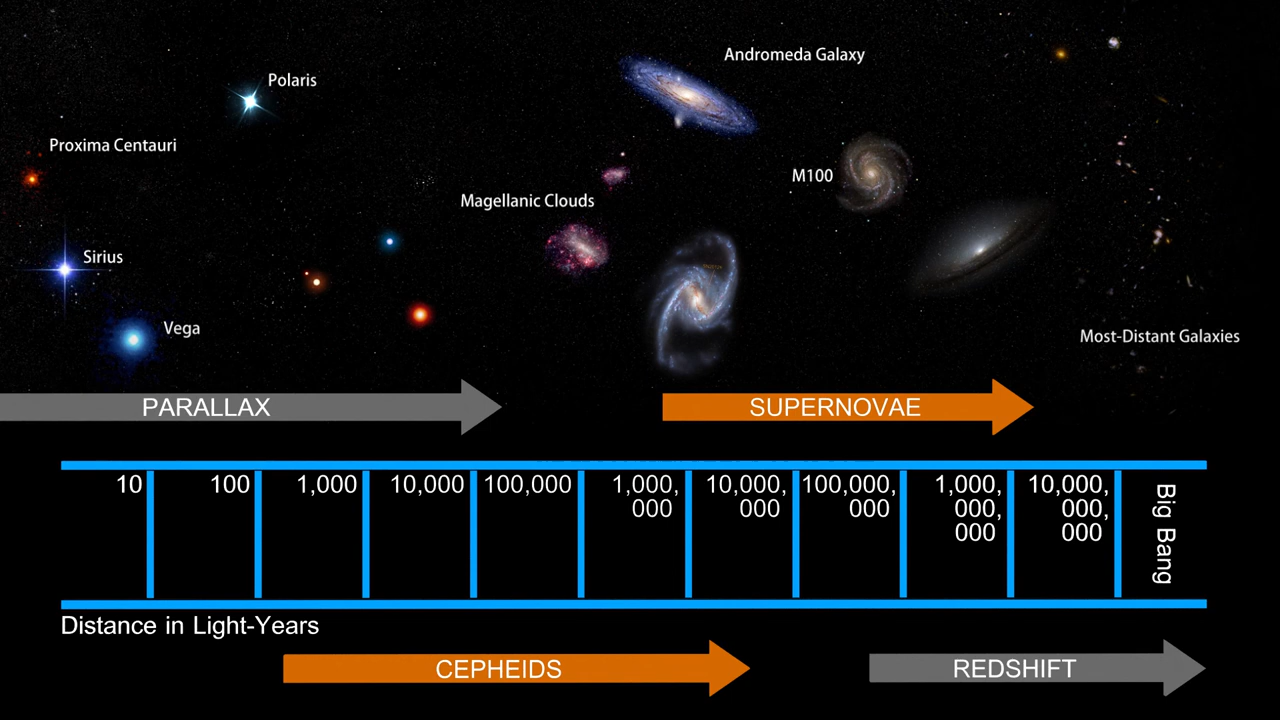 Andromeda Galaxy
Polaris
Proxima Centauri
M100
Magellanic Clouds
Sirius
Vega
Most-Distant Galaxies
PARALLAX
SUPERNOVAE
10
100
1,000
10,000
100,000
1,000,
000
10,000,
000
100,000,
000
1,000,
000,
000
10,000,
000,
000
Big Bang
Distance in Light-Years
CEPHEIDS
REDSHIFT